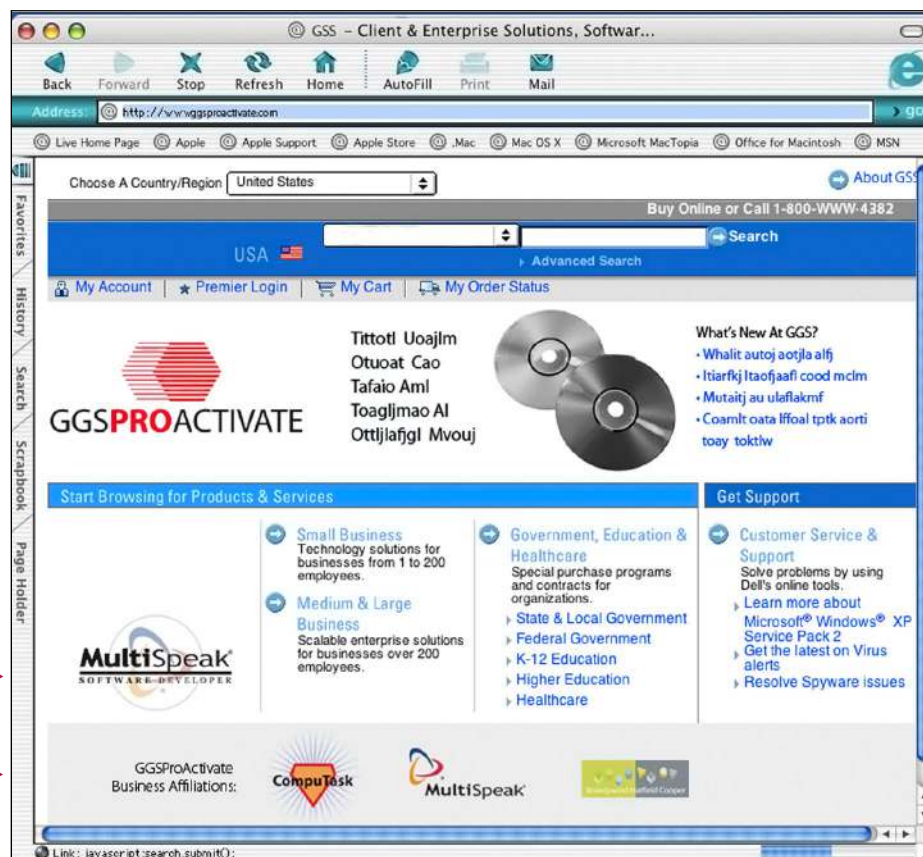 GSS – Client & Enterprise Solutions, Softwar...
Back Forward Stop Refresh Home AutoFill Print Mail
Address: http://wwwggsproactivate.com go
Live Home Page Apple Apple Support Apple Store .Mac Mac OS X Microsoft MacTopia Office for Macintosh MSN
Favorites
History
Search
Scrapbook
Page Holder
Choose A Country/Region United States About GSS
Buy Online or Call 1-800-WWW-4382
USA Search
Advanced Search
My Account | Premier Login | My Cart | My Order Status
GGSPROACTIVATE
Tittotl Uoajlm
Otuoat Cao
Tafaio Aml
Toagljmao Al
Ottjlafjgl Mvouj
What's New At GGS?
• Whalit autoj aotjla alfj
• Itiarfkj ltaofjaafl cood mclm
• Mutaitj au ulaflakmf
• Coamlt oata lffoal tptk aorti
toay toktlw
Start Browsing for Products & Services
Get Support
MultiSpeak
SOFTWARE DEVELOPER
Small Business
Technology solutions for
businesses from 1 to 200
employees.
Medium & Large
Business
Scalable enterprise solutions
for businesses over 200
employees.
Government, Education &
Healthcare
Special purchase programs
and contracts for
organizations.
State & Local Government
Federal Government
K-12 Education
Higher Education
Healthcare
Customer Service &
Support
Solve problems by using
Dell's online tools.
Learn more about
Microsoft® Windows® XP
Service Pack 2
Get the latest on Virus
alerts
Resolve Spyware issues
GGSProActivate
Business Affiliations:
CompuTask
MultiSpeak
Hatfield Cooper
Link: javascript:search.submit();